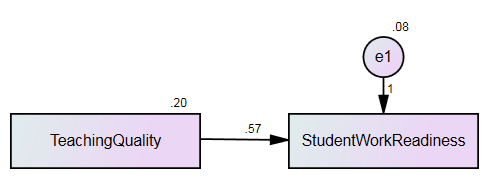 .08
e1
1
.20
TeachingQuality
.57
StudentWorkReadiness